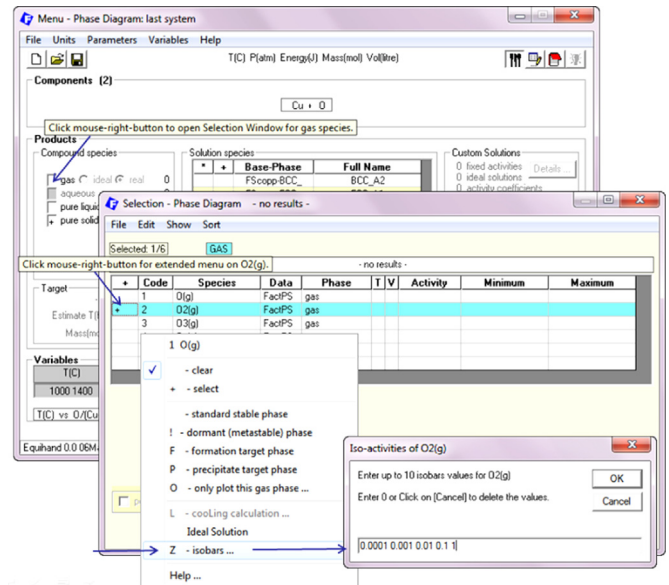 Menu - Phase Diagram: last system
File Units Parameters Variables Help
T(C) P(atm) Energy(J) Mass(mol) Vol(litre)
Components (2)
Cu + O
Click mouse-right-button to open Selection Window for gas species.
Products
Compound species
gas ideal real 0
aqueous
pure liquid
+ pure solid
Solution species
* + Base-Phase Full Name
FScopp-BCC_ BCC_A2
Custom Solutions
0 fixed activities
0 ideal solutions
0 activity coefficients
Details ...
Selection - Phase Diagram - no results -
File Edit Show Sort
Selected: 1/6 GAS
Click mouse-right-button for extended menu on O2(g).
- no results -
+ Code Species Data Phase T V Activity Minimum Maximum
1 O(g) FactPS gas
+ 2 O2(g) FactPS gas
3 O3(g) FactPS gas
Target
Estimate T(
Mass(mo
Variables
T(C)
1000 1400
T(C) vs O/(Cu
Equihand 0.0 06M
1 O(g)
- clear
+ - select
- standard stable phase
! - dormant (metastable) phase
F - formation target phase
P - precipitate target phase
O - only plot this gas phase ...
L - cooLing calculation ...
Ideal Solution
Z - isobars ...
Help ...
Iso-activities of O2(g)
Enter up to 10 isobars values for O2(g)
Enter 0 or Click on [Cancel] to delete the values.
OK
Cancel
0.0001 0.001 0.01 0.1 1